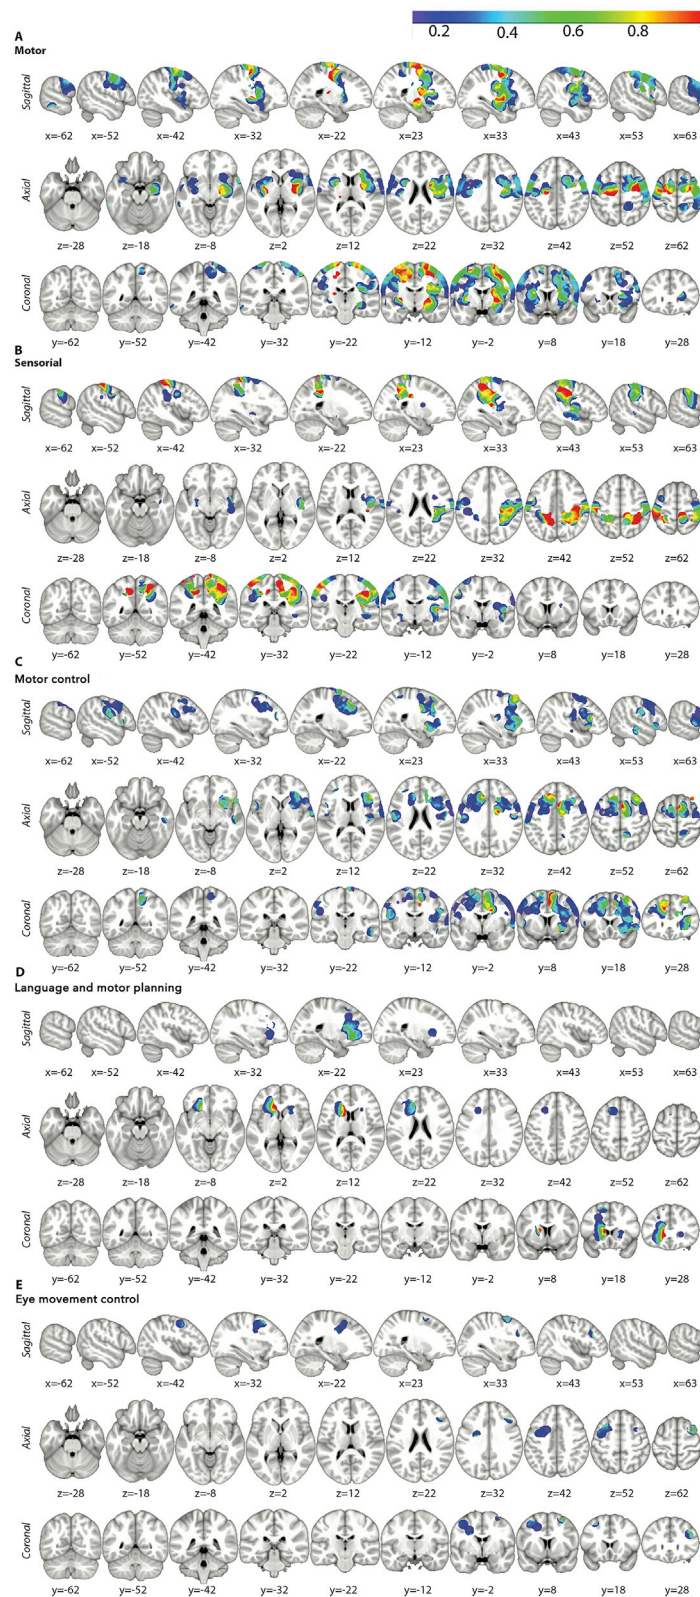 0.2 0.4 0.6 0.8
A
Motor
Sagittal
x=-62 x=-52 x=-42 x=-32 x=-22 x=23 x=33 x=43 x=53 x=63
Axial
z=-28 z=-18 z=-8 z=2 z=12 z=22 z=32 z=42 z=52 z=62
Coronal
y=-62 y=-52 y=-42 y=-32 y=-22 y=-12 y=-2 y=8 y=18 y=28
B
Sensorial
Sagittal
x=-62 x=-52 x=-42 x=-32 x=-22 x=23 x=33 x=43 x=53 x=63
Axial
z=-28 z=-18 z=-8 z=2 z=12 z=22 z=32 z=42 z=52 z=62
Coronal
y=-62 y=-52 y=-42 y=-32 y=-22 y=-12 y=-2 y=8 y=18 y=28
C
Motor control
Sagittal
x=-62 x=-52 x=-42 x=-32 x=-22 x=23 x=33 x=43 x=53 x=63
Axial
z=-28 z=-18 z=-8 z=2 z=12 z=22 z=32 z=42 z=52 z=62
Coronal
y=-62 y=-52 y=-42 y=-32 y=-22 y=-12 y=-2 y=8 y=18 y=28
D
Language and motor planning
Sagittal
x=-62 x=-52 x=-42 x=-32 x=-22 x=23 x=33 x=43 x=53 x=63
Axial
z=-28 z=-18 z=-8 z=2 z=12 z=22 z=32 z=42 z=52 z=62
Coronal
y=-62 y=-52 y=-42 y=-32 y=-22 y=-12 y=-2 y=8 y=18 y=28
E
Eye movement control
Sagittal
x=-62 x=-52 x=-42 x=-32 x=-22 x=23 x=33 x=43 x=53 x=63
Axial
z=-28 z=-18 z=-8 z=2 z=12 z=22 z=32 z=42 z=52 z=62
Coronal
y=-62 y=-52 y=-42 y=-32 y=-22 y=-12 y=-2 y=8 y=18 y=28